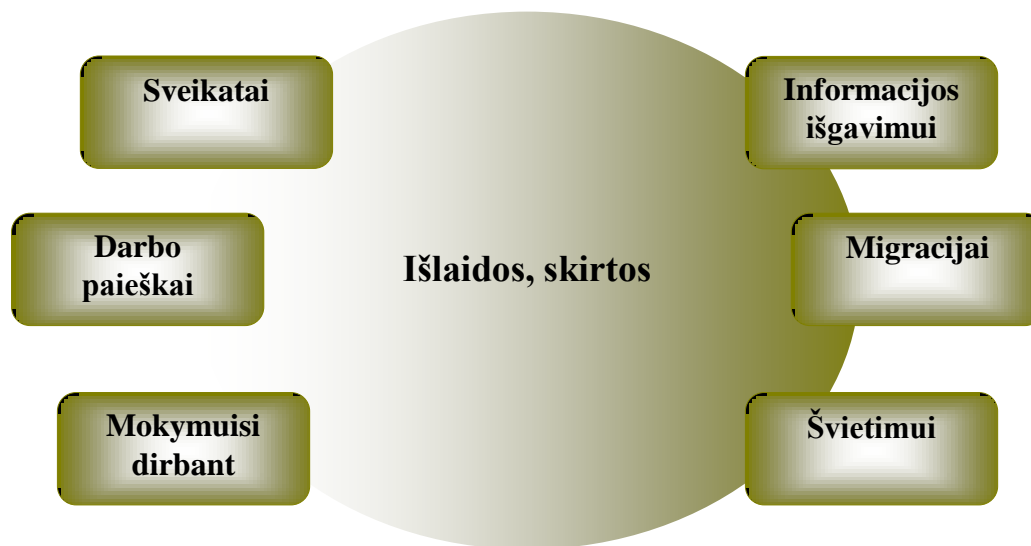 Sveikatai
Informacijos
išgavimui
Darbo
paieškai
Išlaidos, skirtos
Migracijai
Mokymuisi
dirbant
Švietimui